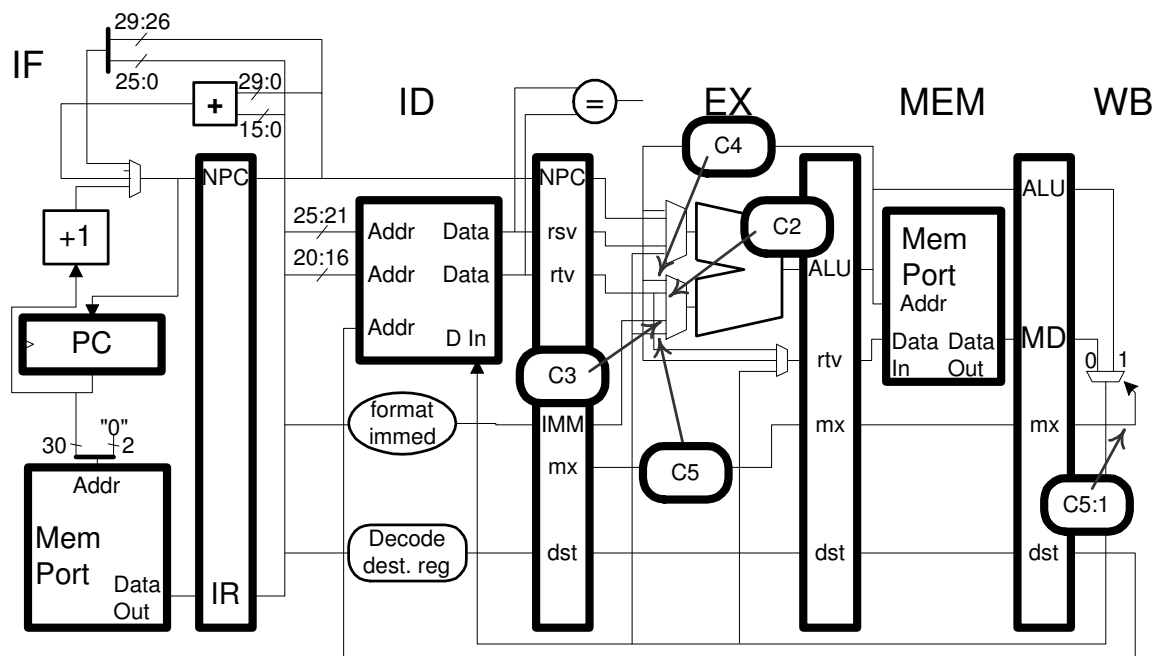 29:26
IF
25:0
29:0
+
15:0
ID
=
EX
MEM
WB
C4
NPC
NPC
ALU
+1
25:21
Addr
Data
rsv
C2
Mem
Port
20:16
Addr
Data
rtv
ALU
Addr
PC
Addr
D In
Data
In
Data
Out
MD
rtv
0
1
C3
format
immed
IMM
mx
mx
30
"0"
2
Addr
mx
C5
C5:1
Mem
Port
Decode
dest. reg
dst
dst
dst
Data
Out
IR